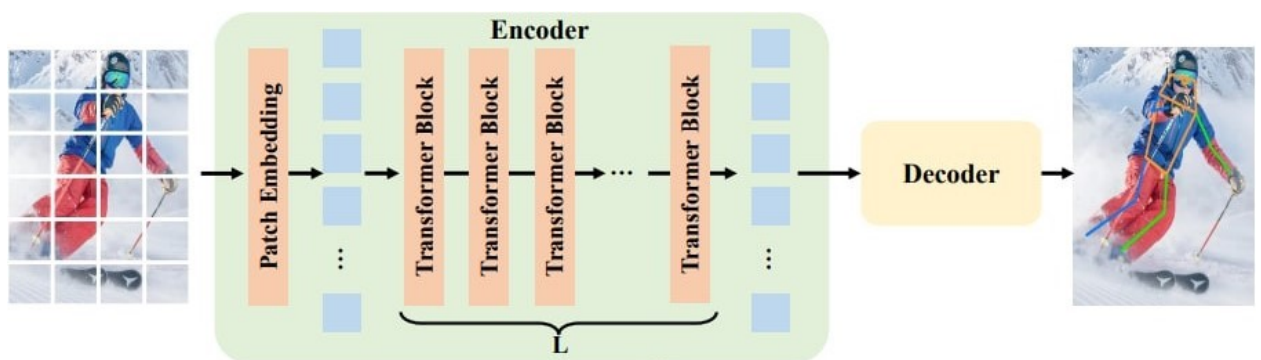 Encoder
Patch Embedding
Transformer Block
Transformer Block
Transformer Block
...
Transformer Block
...
...
L
Decoder